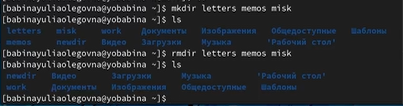 [babinayuliaolegovna@yobabina ~]$ mkdir letters memos misk
[babinayuliaolegovna@yobabina ~]$ ls
letters misk work Документы Изображения Общедоступные Шаблоны
memos newdir Видео Загрузки Музыка 'Рабочий стол'
[babinayuliaolegovna@yobabina ~]$ rmdir letters memos misk
[babinayuliaolegovna@yobabina ~]$ ls
newdir Видео Загрузки Музыка 'Рабочий стол'
work Документы Изображения Общедоступные Шаблоны
[babinayuliaolegovna@yobabina ~]$